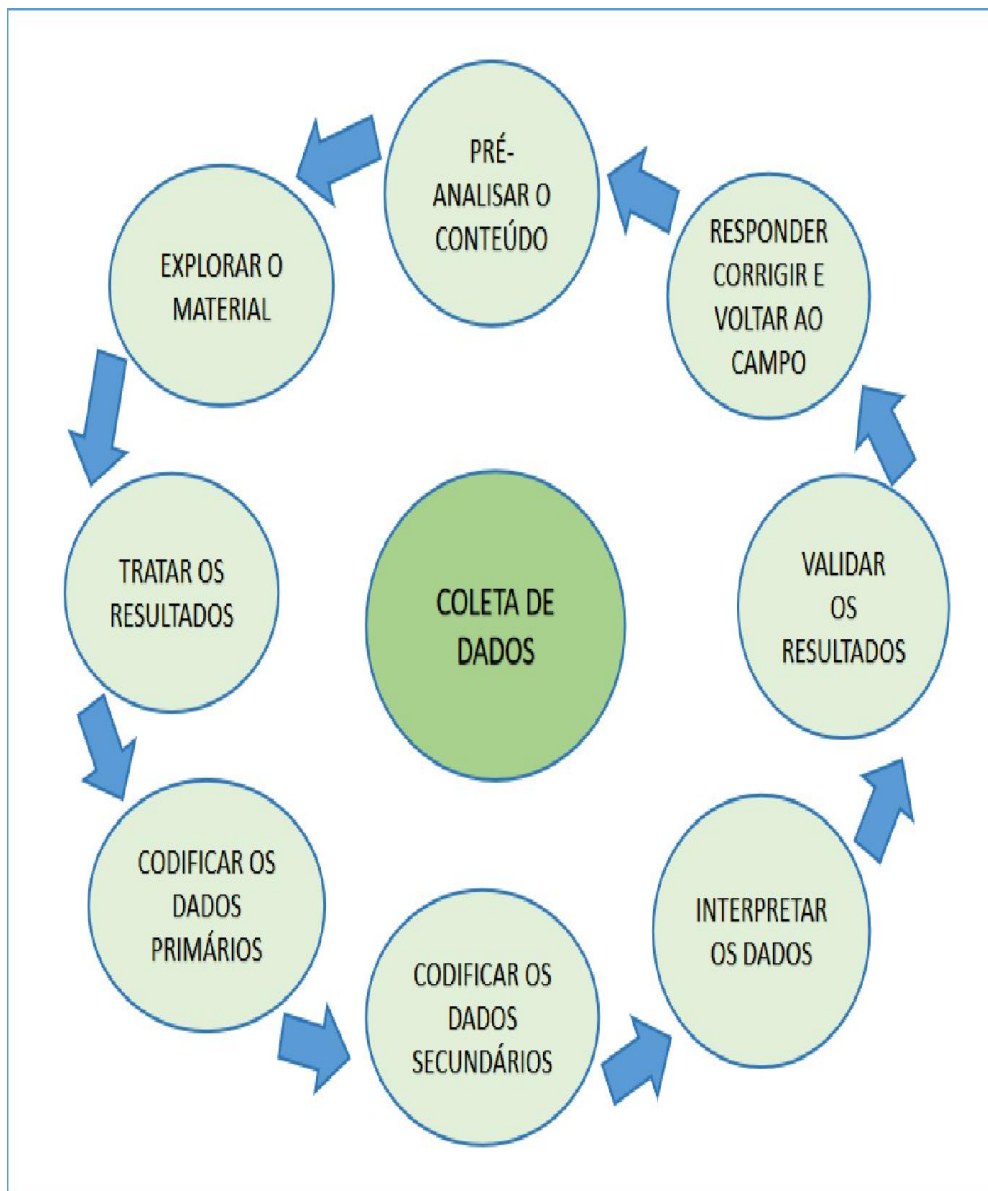 PRÉ-
ANALISAR O
CONTEÚDO
EXPLORAR O
MATERIAL
TRATAR OS
RESULTADOS
CODIFICAR OS
DADOS
PRIMÁRIOS
CODIFICAR OS
DADOS
SECUNDÁRIOS
INTERPRETAR
OS DADOS
VALIDAR
OS
RESULTADOS
RESPONDER
CORRIGIR E
VOLTAR AO
CAMPO
COLETA DE
DADOS